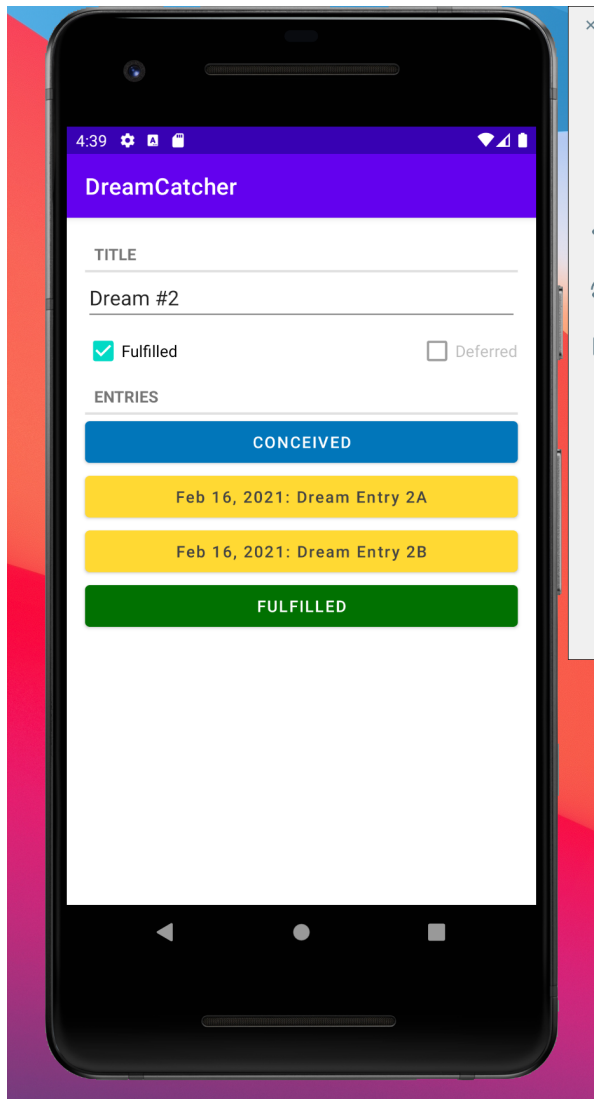 4:39
DreamCatcher
TITLE
Dream #2
Fulfilled Deferred
ENTRIES
CONCEIVED
Feb 16, 2021: Dream Entry 2A
Feb 16, 2021: Dream Entry 2B
FULFILLED